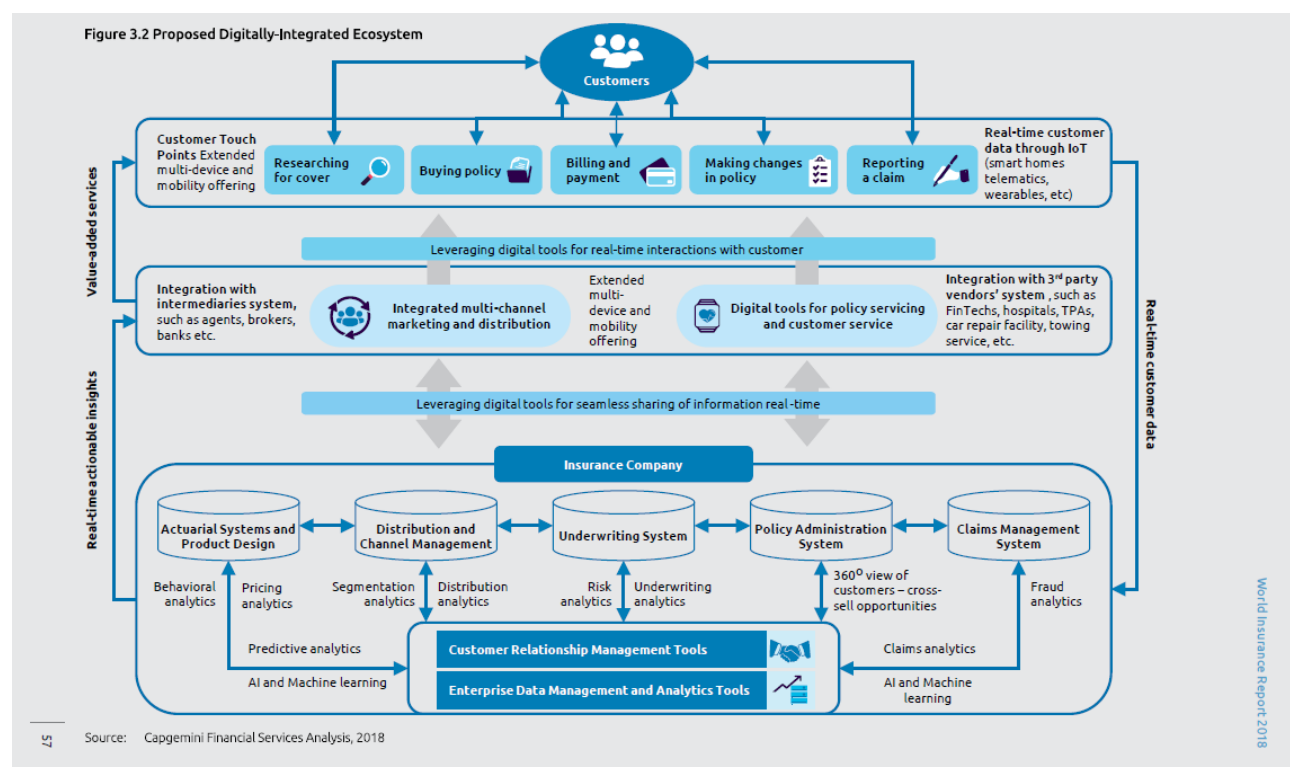 Figure 3.2 Proposed Digitally-Integrated Ecosystem
Customers
Customer Touch
Points Extended
multi-device and
mobility offering
Researching
for cover
Buying policy
Billing and
payment
Making changes
in policy
Reporting
a claim
Real-time customer
data through IoT
(smart homes
telematics,
wearables, etc)
Value-added services
Leveraging digital tools for real-time interactions with customer
Integration with
intermediaries system,
such as agents, brokers,
banks etc.
Integrated multi-channel
marketing and distribution
Extended
multi-
device and
mobility
offering
Digital tools for policy servicing
and customer service
Integration with 3rd party
vendors' system , such as
FinTechs, hospitals, TPAs,
car repair facility, towing
service, etc.
Real-time actionable insights
Real-time customer data
Leveraging digital tools for seamless sharing of information real -time
Insurance Company
Actuarial Systems and
Product Design
Distribution and
Channel Management
Underwriting System
Policy Administration
System
Claims Management
System
Behavioral
analytics
Pricing
analytics
Segmentation
analytics
Distribution
analytics
Risk
analytics
Underwriting
analytics
360º view of
customers – cross-
sell opportunities
Fraud
analytics
Predictive analytics
AI and Machine learning
Customer Relationship Management Tools
Enterprise Data Management and Analytics Tools
Claims analytics
AI and Machine
learning
World Insurance Report 2018
57
Source: Capgemini Financial Services Analysis, 2018